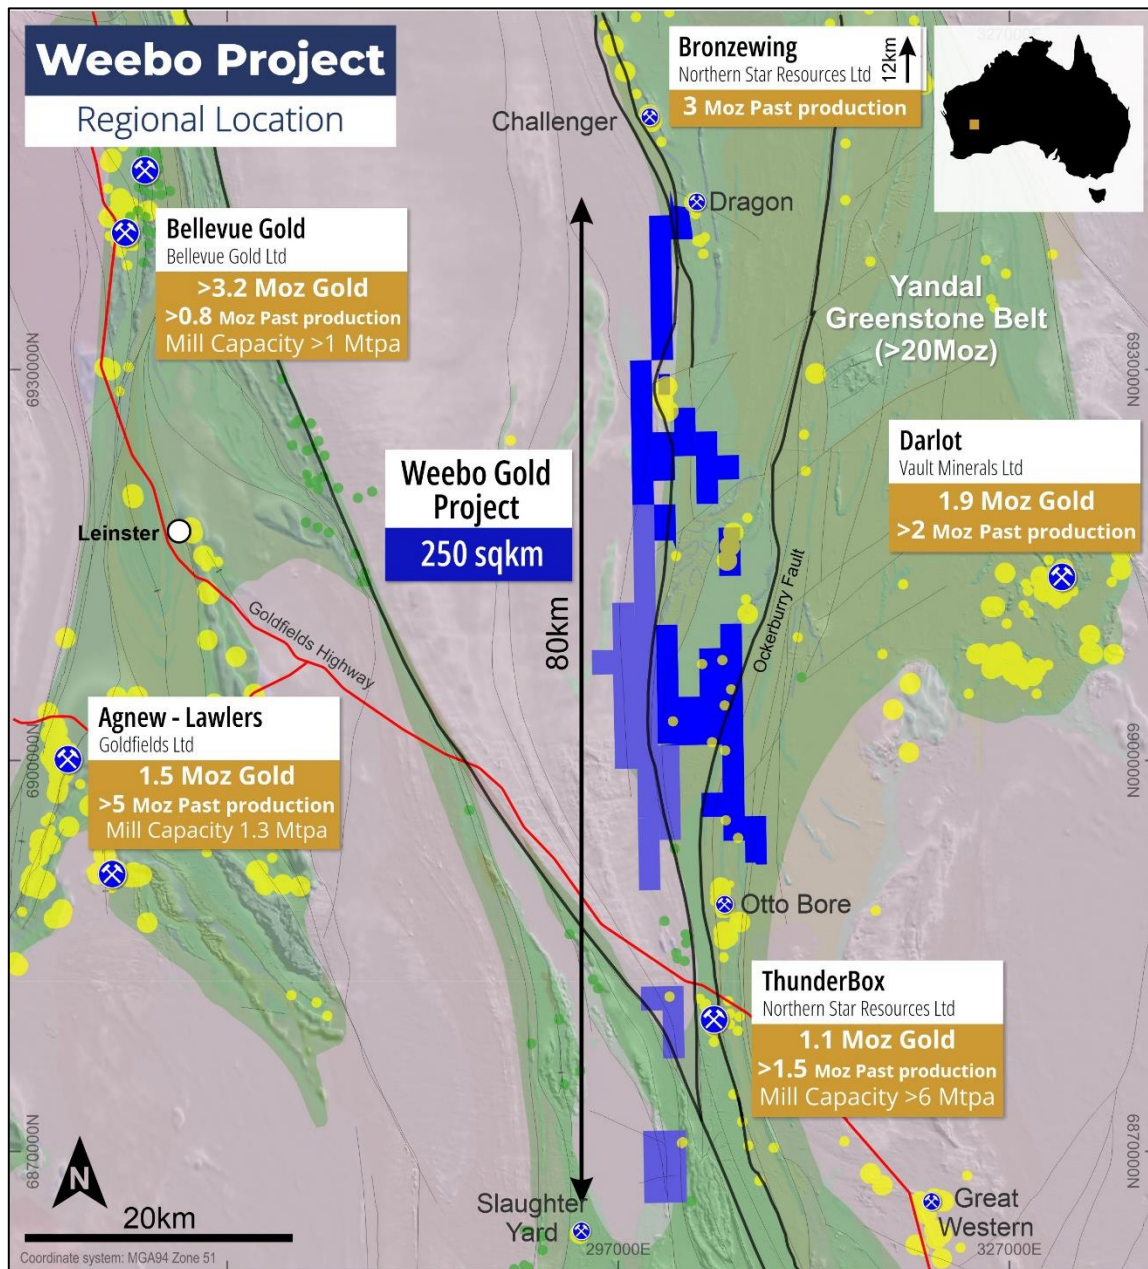 Weebo Project
Regional Location
Bronzewing
Northern Star Resources Ltd
12km
3 Moz Past production
327000E
Challenger
Dragon
Bellevue Gold
Bellevue Gold Ltd
>3.2 Moz Gold
>0.8 Moz Past production
Mill Capacity >1 Mtpa
Yandal
Greenstone Belt
(>20Moz)
6930000N
6930000N
Darlot
Vault Minerals Ltd
1.9 Moz Gold
>2 Moz Past production
Weebo Gold
Project
250 sqkm
Leinster
80km
Ockerburry Fault
Goldfields Highway
Agnew - Lawlers
Goldfields Ltd
1.5 Moz Gold
>5 Moz Past production
Mill Capacity 1.3 Mtpa
6900000N
6900000N
Otto Bore
ThunderBox
Northern Star Resources Ltd
1.1 Moz Gold
>1.5 Moz Past production
Mill Capacity >6 Mtpa
6870000N
6870000N
N
20km
Slaughter
Yard
Great
Western
297000E
327000E
Coordinate system: MGA94 Zone 51